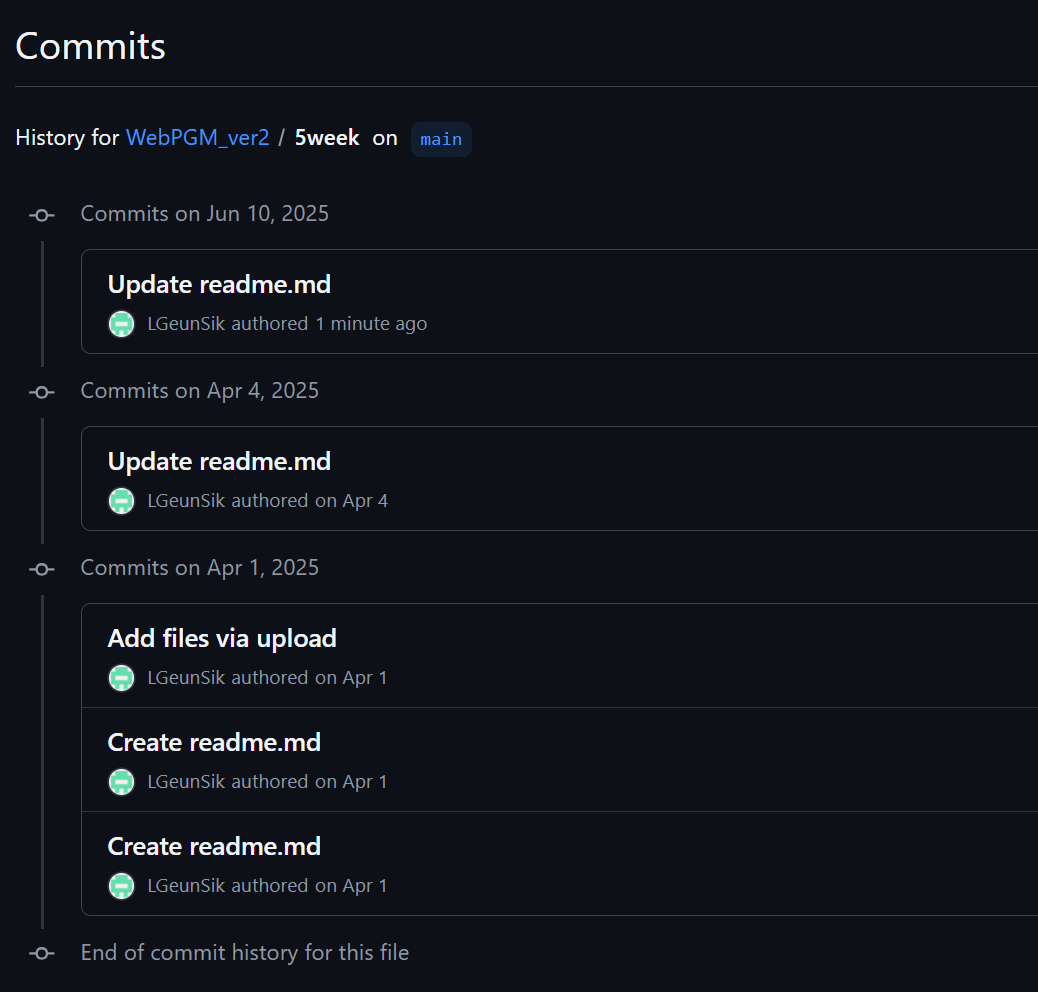 Commits
History for WebPGM_ver2 / 5week on main
Commits on Jun 10, 2025
Update readme.md
LGeunSik authored 1 minute ago
Commits on Apr 4, 2025
Update readme.md
LGeunSik authored on Apr 4
Commits on Apr 1, 2025
Add files via upload
LGeunSik authored on Apr 1
Create readme.md
LGeunSik authored on Apr 1
Create readme.md
LGeunSik authored on Apr 1
End of commit history for this file